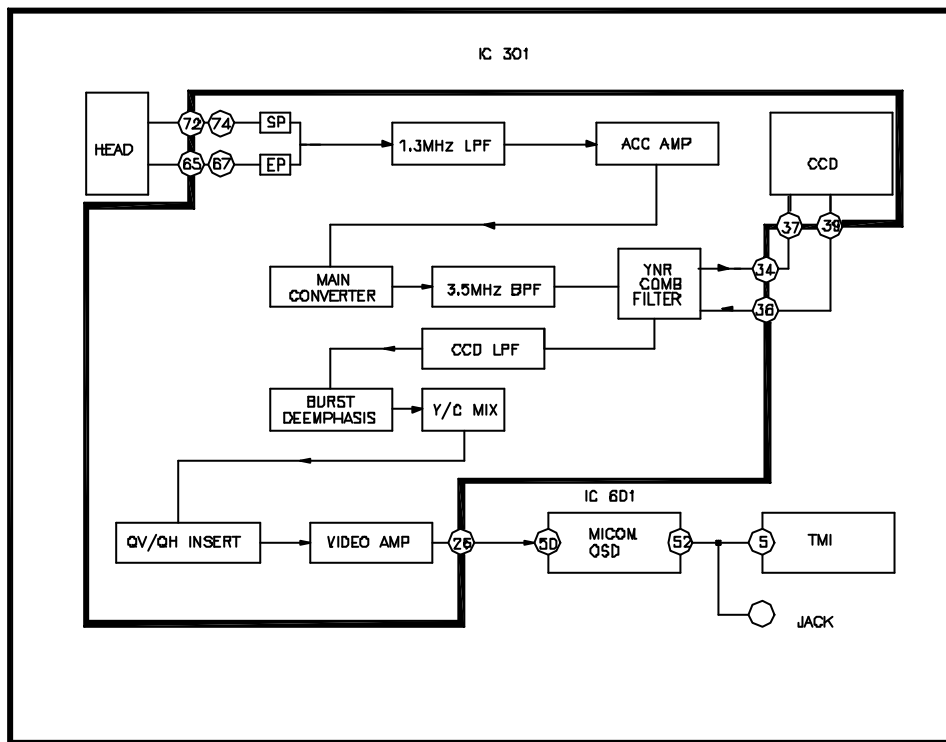 IC 301
HEAD
72
74
SP
65
67
EP
1.3MHz LPF
ACC AMP
CCD
37
39
MAIN
CONVERTER
3.5MHz BPF
YNR
COMB
FILTER
34
36
CCD LPF
BURST
DEEMPHASIS
Y/C MIX
IC 601
QV/QH INSERT
VIDEO AMP
26
50
MICOM
OSD
52
5
TMI
JACK